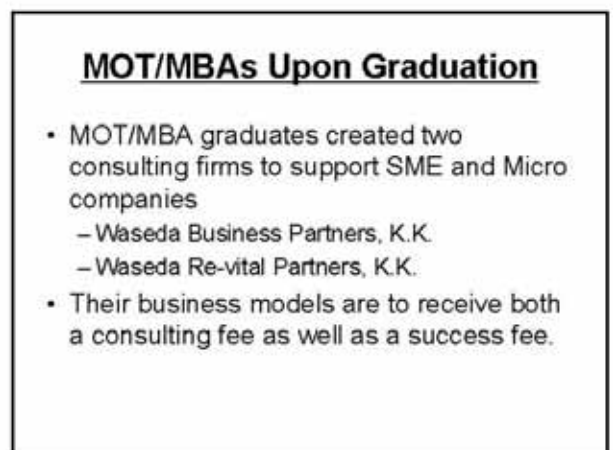 MOT/MBAs Upon Graduation
• MOT/MBA graduates created two
consulting firms to support SME and Micro
companies
– Waseda Business Partners, K.K.
– Waseda Re-vital Partners, K.K.
• Their business models are to receive both
a consulting fee as well as a success fee.